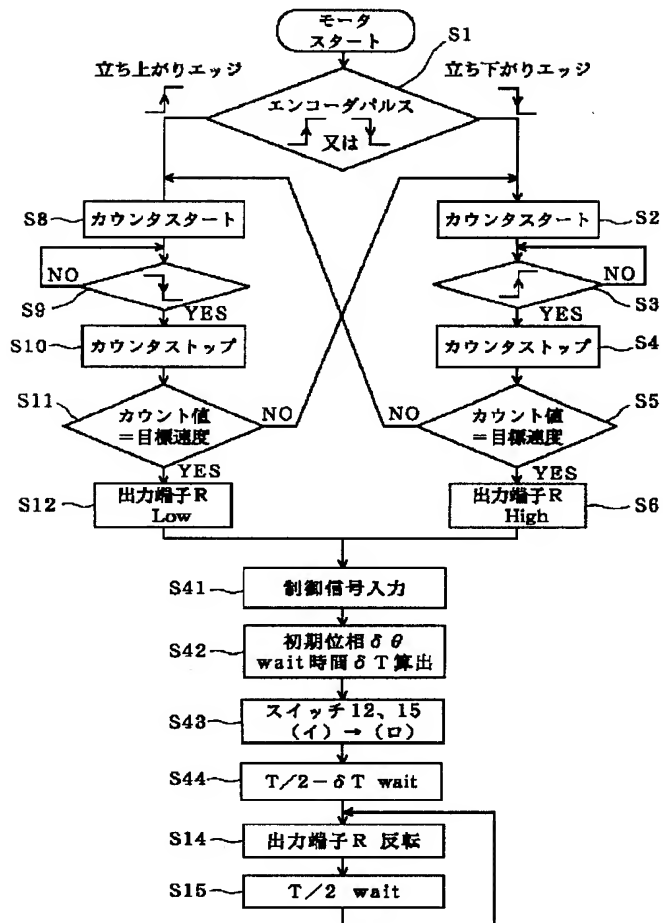 モータ
スタート
S1
立ち上がりエッジ
立ち下がりエッジ
エンコーダパルス
又は
S8
カウンタスタート
カウンタスタート
S2
NO
NO
S9
S3
YES
YES
S10
カウンタストップ
カウンタストップ
S4
S11
カウント値
=目標速度
NO
NO
カウント値
=目標速度
S5
YES
YES
S12
出力端子R
Low
出力端子R
High
S6
S41
制御信号入力
S42
初期位相δθ
wait時間δT算出
S43
スイッチ12、15
(イ)→(ロ)
S44
T/2-δT wait
S14
出力端子R 反転
S15
T/2 wait